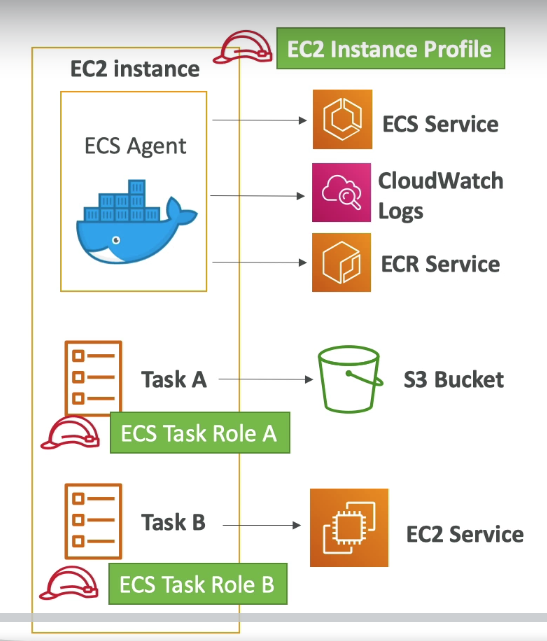 EC2 Instance Profile
EC2 instance
ECS Agent
ECS Service
CloudWatch
Logs
ECR Service
Task A
S3 Bucket
ECS Task Role A
Task B
EC2 Service
ECS Task Role B